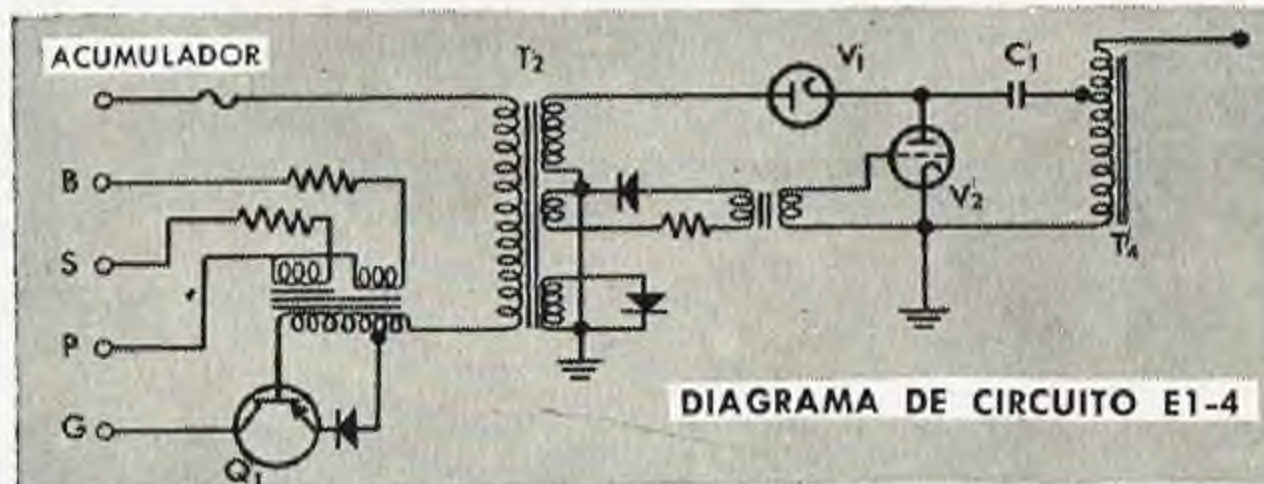 ACUMULADOR
T2
V1
C1
B
V2
S
T4
P
DIAGRAMA DE CIRCUITO E1-4
G
Q1